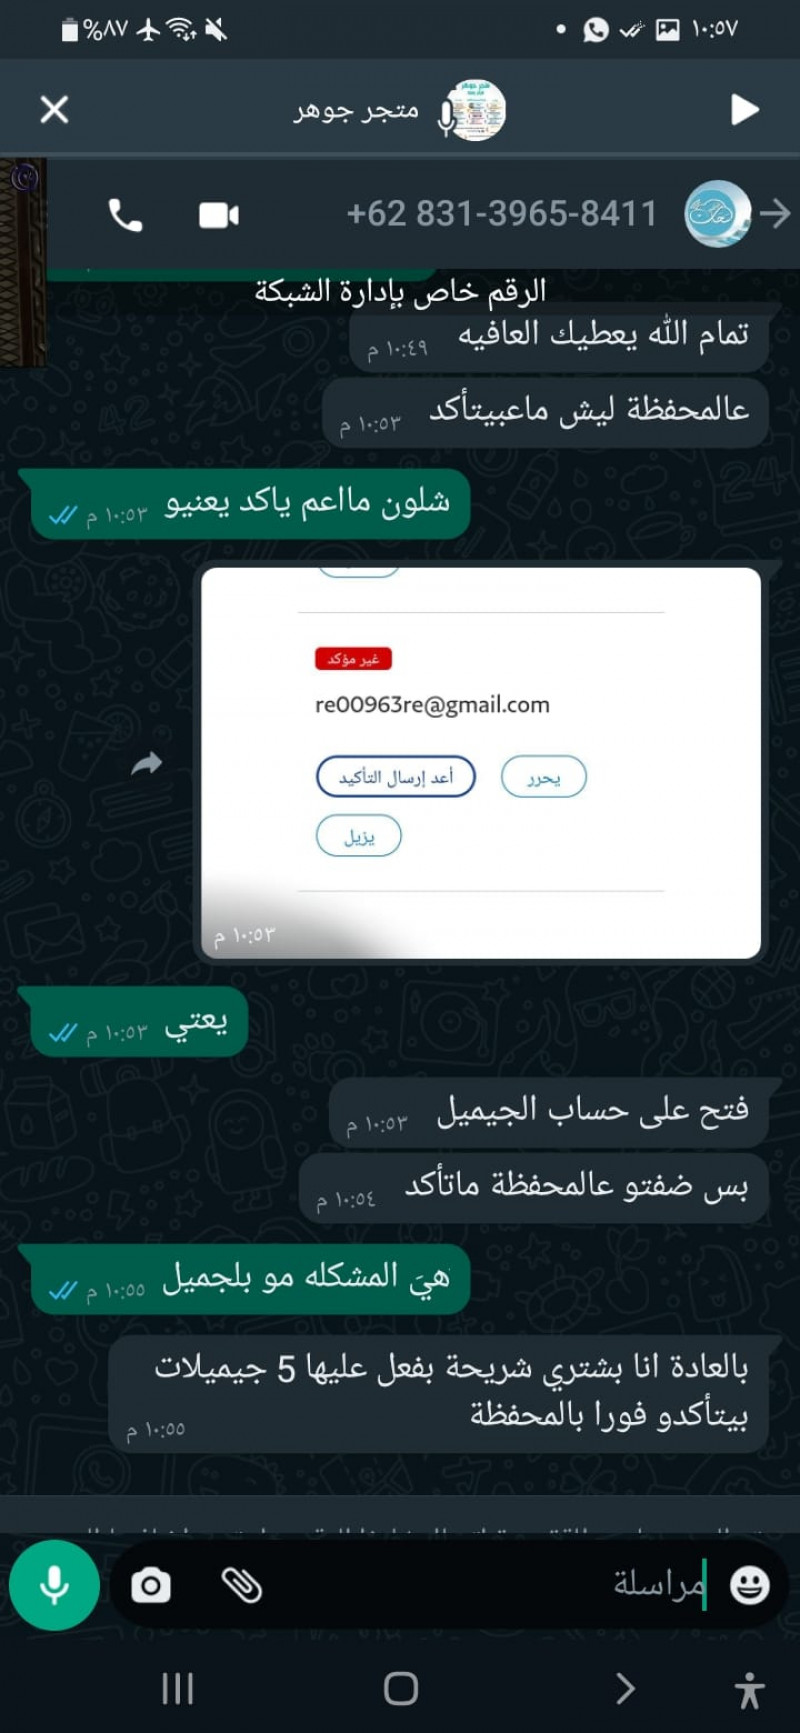 ١٠:٥٧
%٨٧
متجر جوهر
+62 831-3965-8411
الرقم خاص بإدارة الشبكة
تمام الله يعطيك العافيه ١٠:٤٩ م
عالمحفظة ليش ماعبيتأكد ١٠:٥٣ م
شلون مااعم ياكد يعنيو ١٠:٥٣ م
غير مؤكد
re00963re@gmail.com
يحرر
أعد إرسال التأكيد
يزيل
١٠:٥٣ م
يعتي ١٠:٥٣ م
فتح على حساب الجيميل ١٠:٥٣ م
بس ضفتو عالمحفظة ماتأكد ١٠:٥٤ م
هيَ المشكله مو بلجميل ١٠:٥٥ م
بالعادة انا بشتري شريحة بفعل عليها 5 جيميلات
بيتأكدو فورا بالمحفظة
١٠:٥٥ م
مراسلة